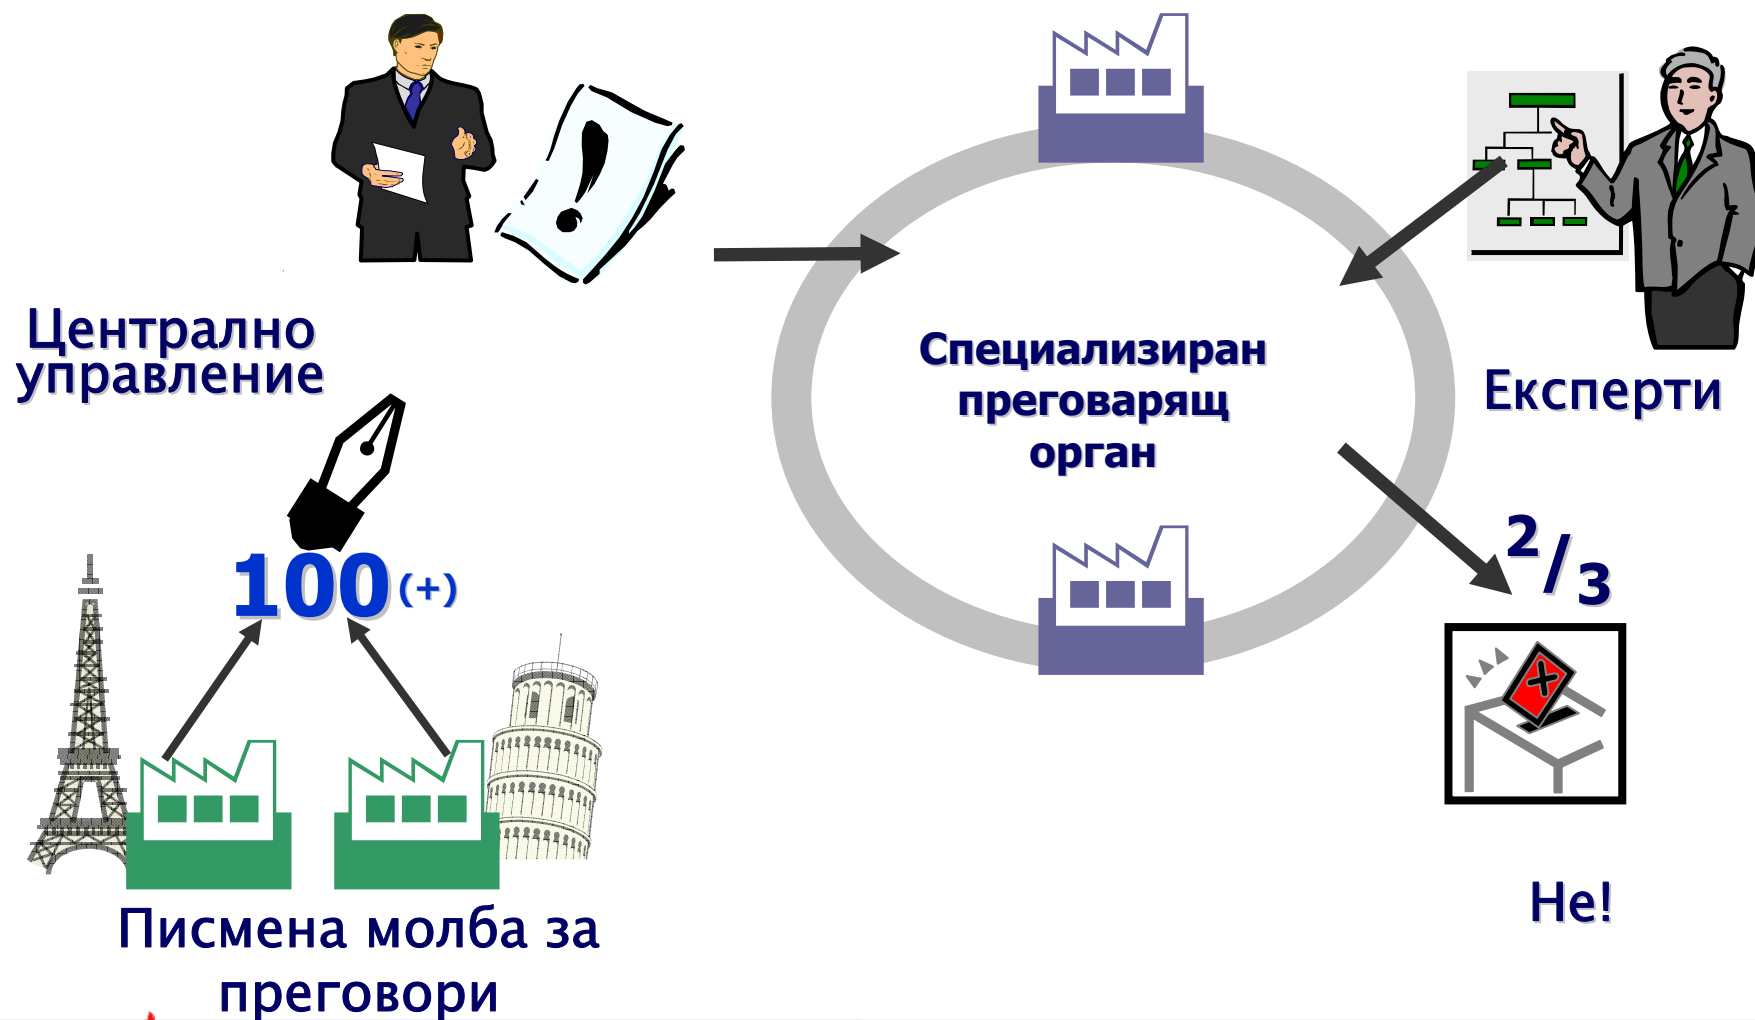 Централно
управление
100 (+)
Писмена молба за
преговори
Специализиран
преговарящ
орган
Експерти
2/3
Не!